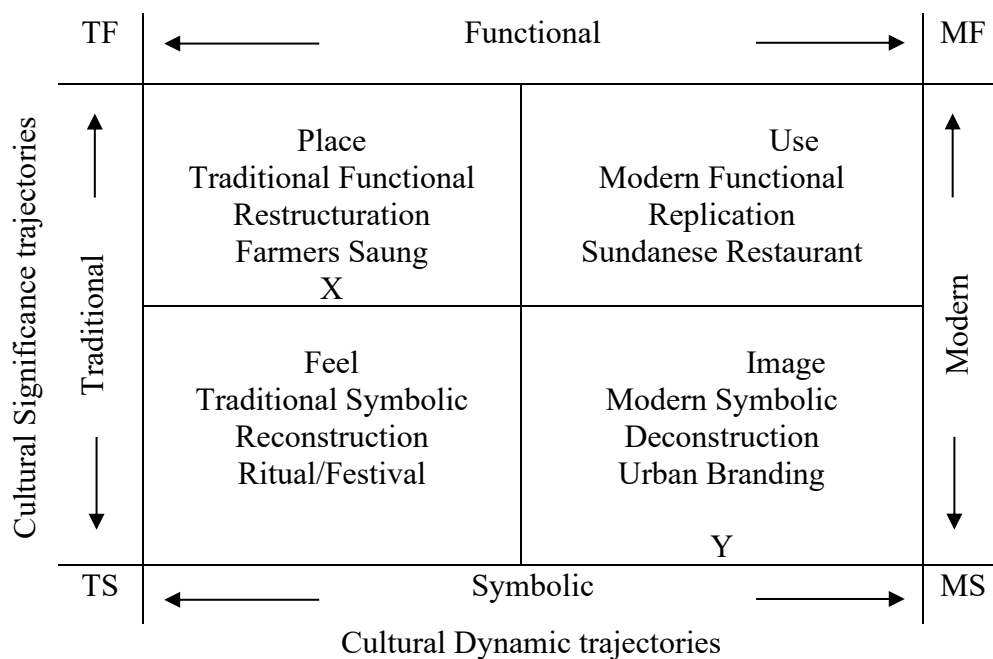 TF
Functional
MF
Cultural Significance trajectories
Traditional
Place
Traditional Functional
Restructuration
Farmers Saung
X
Use
Modern Functional
Replication
Sundanese Restaurant
Feel
Traditional Symbolic
Reconstruction
Ritual/Festival
Image
Modern Symbolic
Deconstruction
Urban Branding
Y
Modern
TS
Symbolic
MS
Cultural Dynamic trajectories